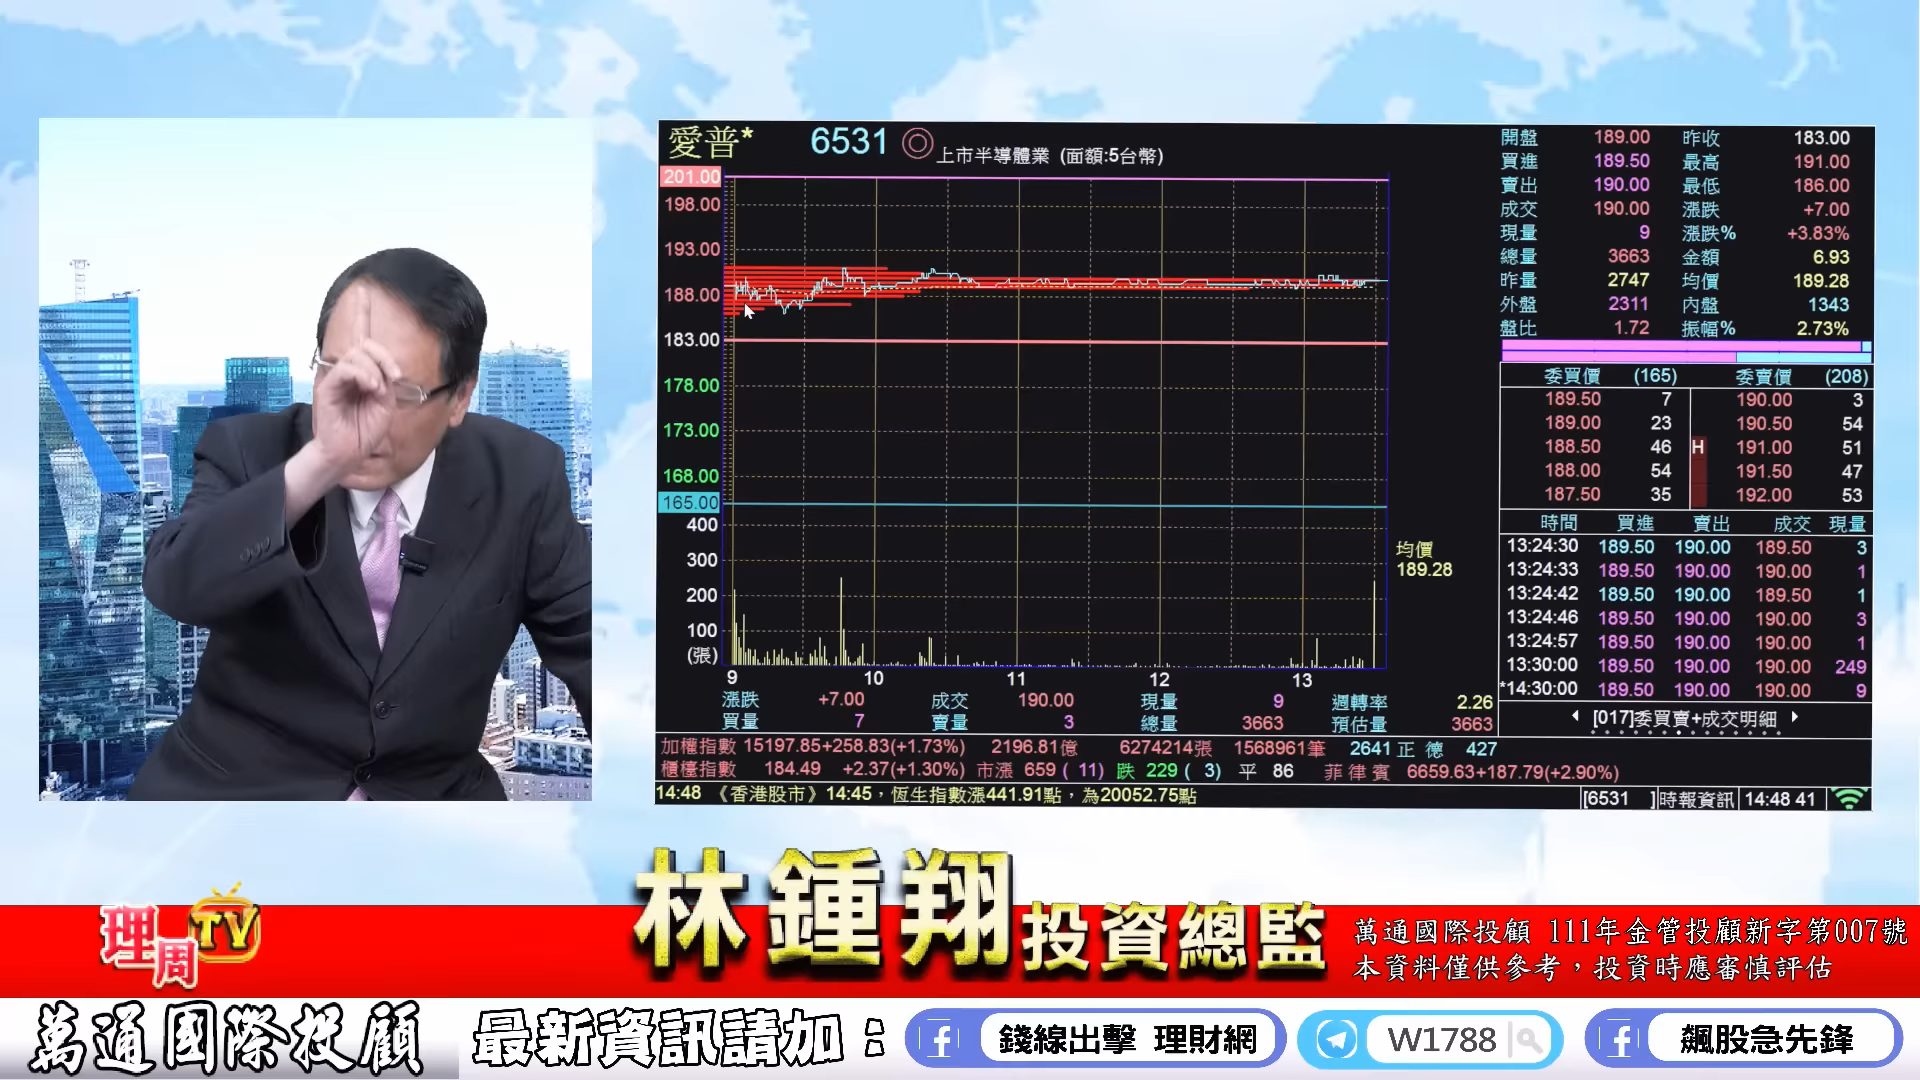 愛普* 6531 上市半導體業 (面額:5台幣)
201.00
198.00
193.00
188.00
183.00
178.00
173.00
168.00
165.00
400
300
200
100
(張)
9 10 11 12 13
均價
189.28
漲跌 +7.00 成交 190.00 現量 9 週轉率 2.26
買量 7 賣量 3 總量 3663 預估量 3663
開盤 189.00 昨收 183.00
買進 189.50 最高 191.00
賣出 190.00 最低 186.00
成交 190.00 漲跌 +7.00
現量 9 漲跌% +3.83%
總量 3663 金額 6.93
昨量 2747 均價 189.28
外盤 2311 內盤 1343
盤比 1.72 振幅% 2.73%
委買價 (165) 委賣價 (208)
189.50 7 190.00 3
189.00 23 190.50 54
188.50 46 H 191.00 51
188.00 54 191.50 47
187.50 35 192.00 53
時間 買進 賣出 成交 現量
13:24:30 189.50 190.00 189.50 3
13:24:33 189.50 190.00 190.00 1
13:24:42 189.50 190.00 189.50 1
13:24:46 189.50 190.00 190.00 3
13:24:57 189.50 190.00 190.00 1
13:30:00 189.50 190.00 190.00 249
*14:30:00 189.50 190.00 190.00 9
[017]委買賣+成交明細
加權指數 15197.85+258.83(+1.73%) 2196.81億 6274214張 1568961筆 2641 正 德 427
櫃檯指數 184.49 +2.37(+1.30%) 市漲 659 ( 11) 跌 229 ( 3) 平 86 菲律賓 6659.63+187.79(+2.90%)
14:48 《香港股市》14:45，恆生指數漲441.91點，為20052.75點 [6531 ] 時報資訊 14:48 41
理周TV
林鍾翔 投資總監
萬通國際投顧 111年金管投顧新字第007號
本資料僅供參考，投資時應審慎評估
萬通國際投顧 最新資訊請加： 錢線出擊 理財網 W1788 飆股急先鋒